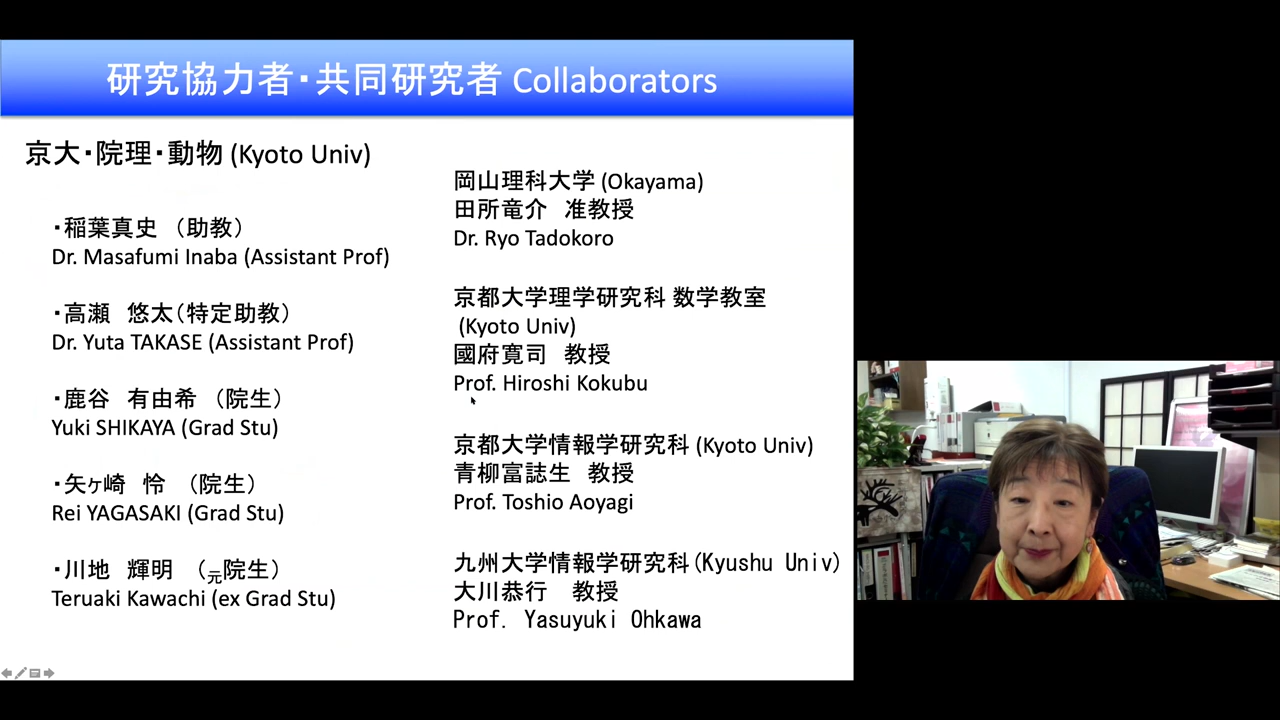 研究協力者・共同研究者 Collaborators
京大・院理・動物 (Kyoto Univ)
・稲葉真史 （助教）
Dr. Masafumi Inaba (Assistant Prof)
・高瀬 悠太（特定助教）
Dr. Yuta TAKASE (Assistant Prof)
・鹿谷 有由希 （院生）
Yuki SHIKAYA (Grad Stu)
・矢ヶ崎 怜 （院生）
Rei YAGASAKI (Grad Stu)
・川地 輝明 （元院生）
Teruaki Kawachi (ex Grad Stu)
岡山理科大学 (Okayama)
田所竜介 准教授
Dr. Ryo Tadokoro
京都大学理学研究科 数学教室
(Kyoto Univ)
國府寛司 教授
Prof. Hiroshi Kokubu
京都大学情報学研究科 (Kyoto Univ)
青柳富誌生 教授
Prof. Toshio Aoyagi
九州大学情報学研究科(Kyushu Univ)
大川恭行 教授
Prof. Yasuyuki Ohkawa